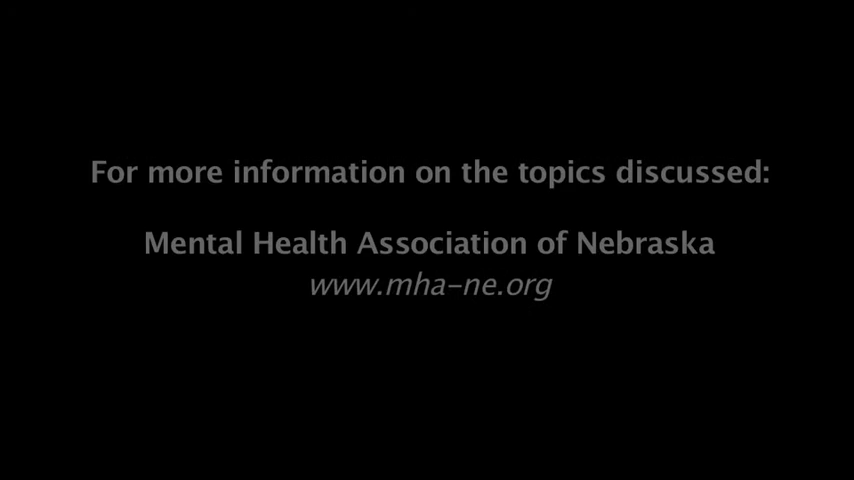 For more information on the topics discussed:
Mental Health Association of Nebraska
www.mha-ne.org